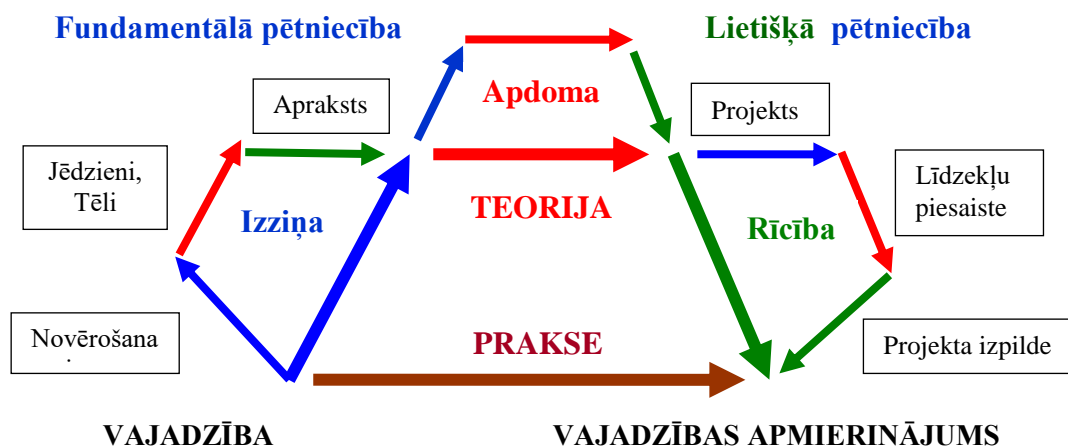 Fundamentālā pētniecība
Lietišķā pētniecība
Apraksts
Apdoma
Projekts
Jēdzieni,
Tēli
Līdzekļu
piesaiste
Izziņa
TEORIJA
Rīcība
Novērošana
PRAKSE
Projekta izpilde
VAJADZĪBA
VAJADZĪBAS APMIERINĀJUMS